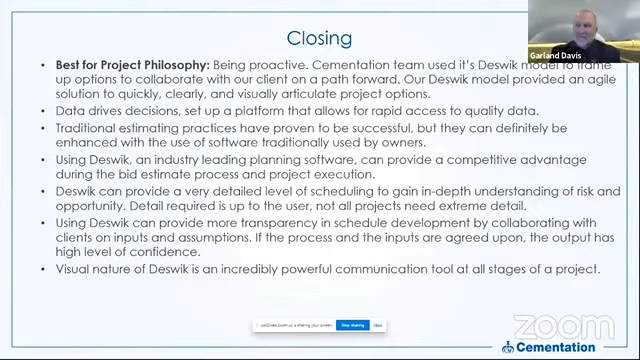 Closing
Garland Davis
• Best for Project Philosophy: Being proactive. Cementation team used it's Deswik model to frame
up options to collaborate with our client on a path forward. Our Deswik model provided an agile
solution to quickly, clearly, and visually articulate project options.
• Data drives decisions, set up a platform that allows for rapid access to quality data.
• Traditional estimating practices have proven to be successful, but they can definitely be
enhanced with the use of software traditionally used by owners.
• Using Deswik, an industry leading planning software, can provide a competitive advantage
during the bid estimate process and project execution.
• Deswik can provide a very detailed level of scheduling to gain in-depth understanding of risk and
opportunity. Detail required is up to the user, not all projects need extreme detail.
• Using Deswik can provide more transparency in schedule development by collaborating with
clients on inputs and assumptions. If the process and the inputs are agreed upon, the output has
high level of confidence.
• Visual nature of Deswik is an incredibly powerful communication tool at all stages of a project.
is sharing your screen. Stop sharing Hide
zoom
Cementation